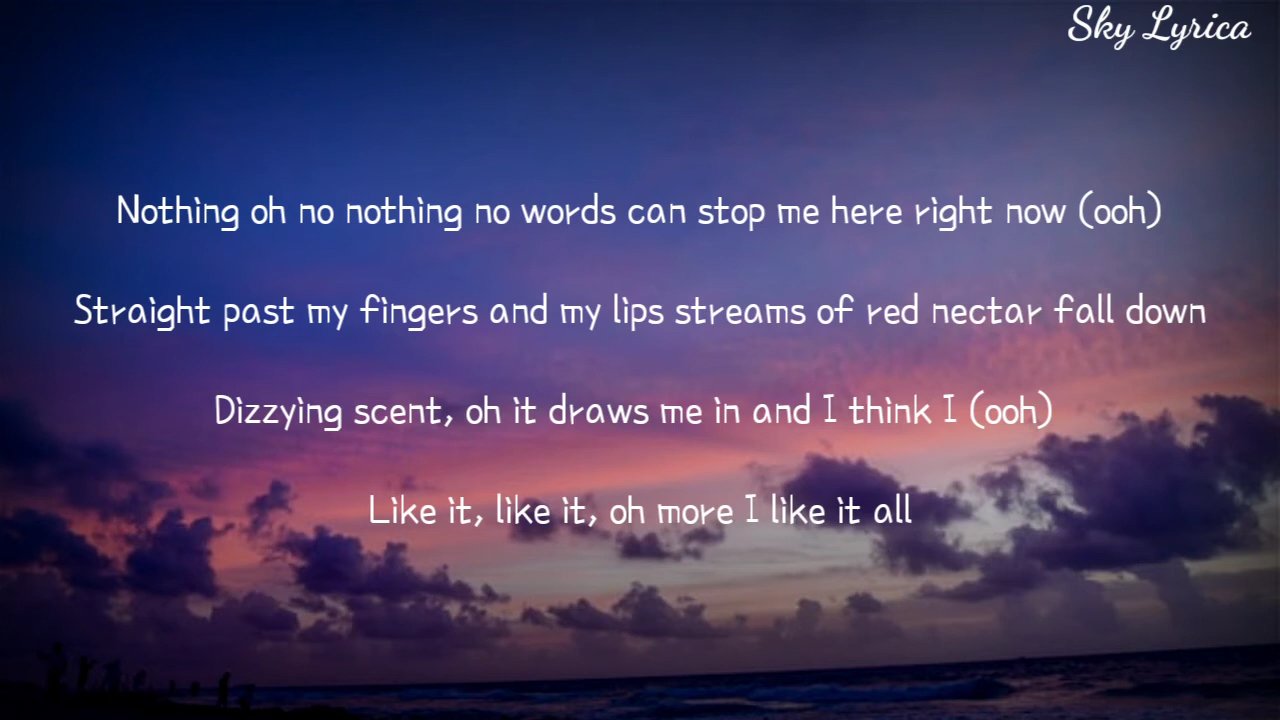 Sky Lyrica
Nothing oh no nothing no words can stop me here right now (ooh)
Straight past my fingers and my lips streams of red nectar fall down
Dizzying scent, oh it draws me in and I think I (ooh)
Like it, like it, oh more I like it all